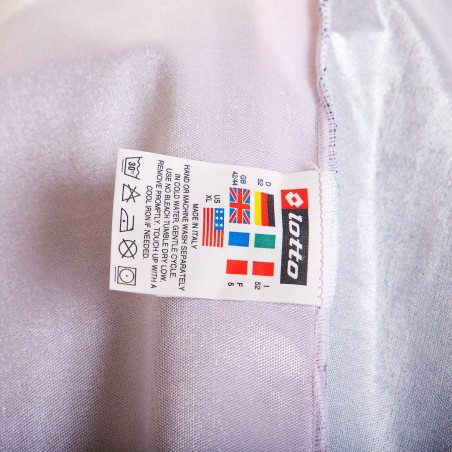 lotto
D
52
GB
42/44
I
52
F
5
US
XL
MADE IN ITALY
HAND OR MACHINE WASH SEPARATELY
IN COLD WATER, GENTLE CYCLE.
USE NO BLEACH TUMBLE DRY LOW,
REMOVE PROMPTLY, TOUCH UP WITH A
COOL IRON IF NEEDED.
30°